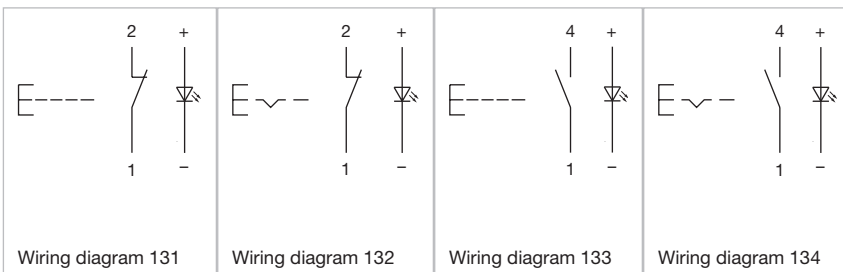 2 +
2 +
4 +
4 +
1 –
1 –
1 –
1 –
Wiring diagram 131
Wiring diagram 132
Wiring diagram 133
Wiring diagram 134